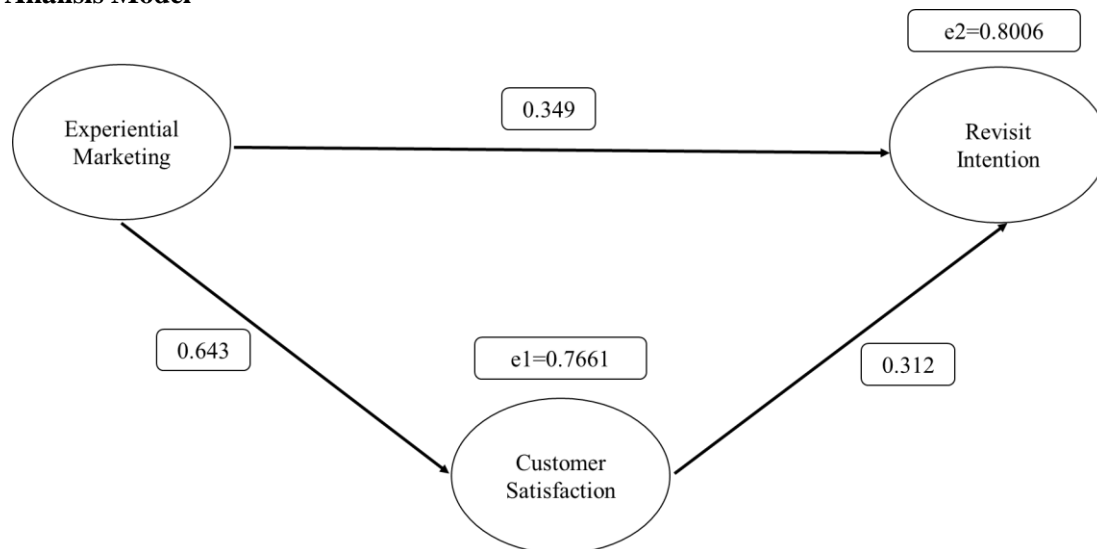 Analisis Model
e2=0.8006
Experiential
Marketing
0.349
Revisit
Intention
0.643
e1=0.7661
0.312
Customer
Satisfaction